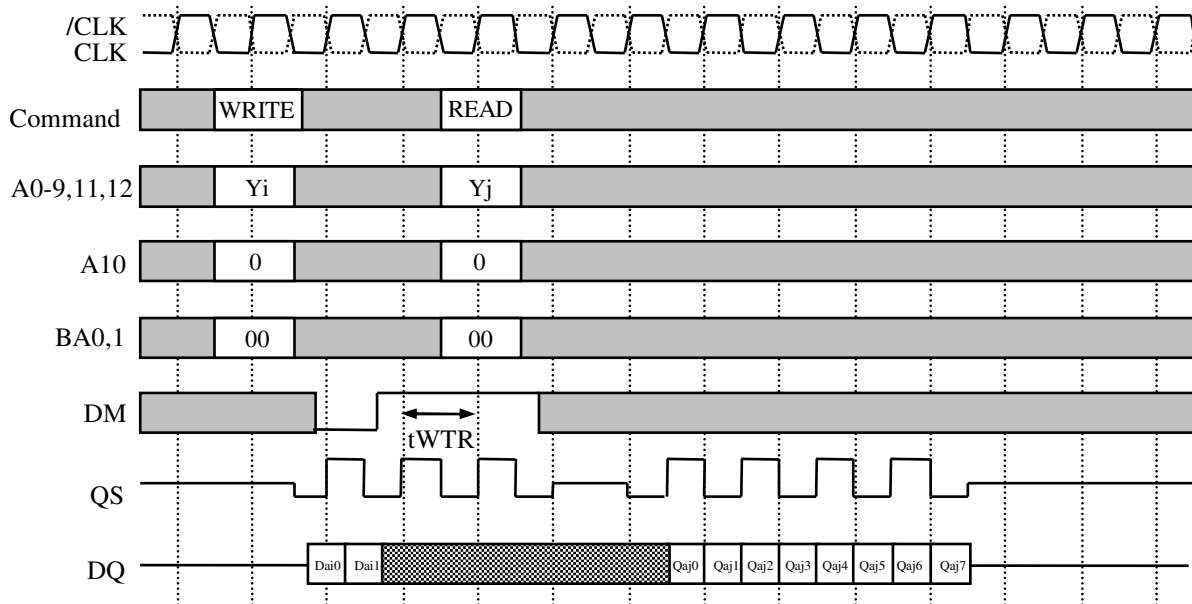 /CLK
CLK
Command WRITE READ
A0-9,11,12 Yi Yj
A10 0 0
BA0,1 00 00
DM
tWTR
QS
DQ Dai0 Dai1 Qaj0 Qaj1 Qaj2 Qaj3 Qaj4 Qaj5 Qaj6 Qaj7